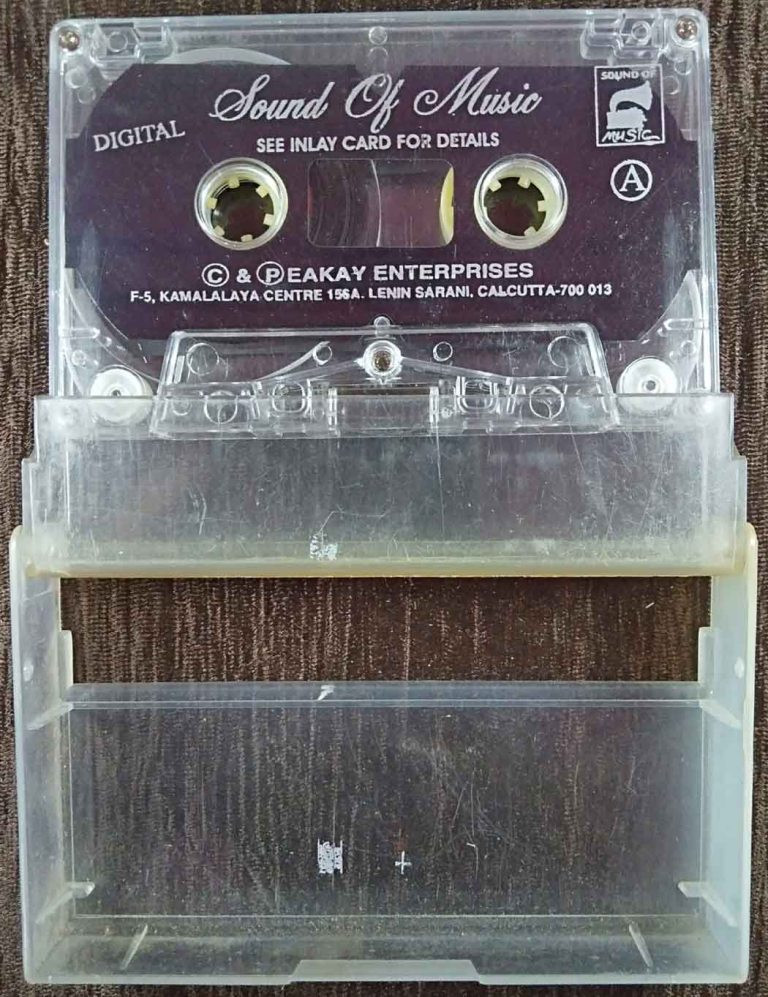 Sound Of Music
SOUND OF
MUSIC
DIGITAL
SEE INLAY CARD FOR DETAILS
A
© & ℗EAKAY ENTERPRISES
F-5, KAMALALAYA CENTRE 156A. LENIN SARANI, CALCUTTA-700 013